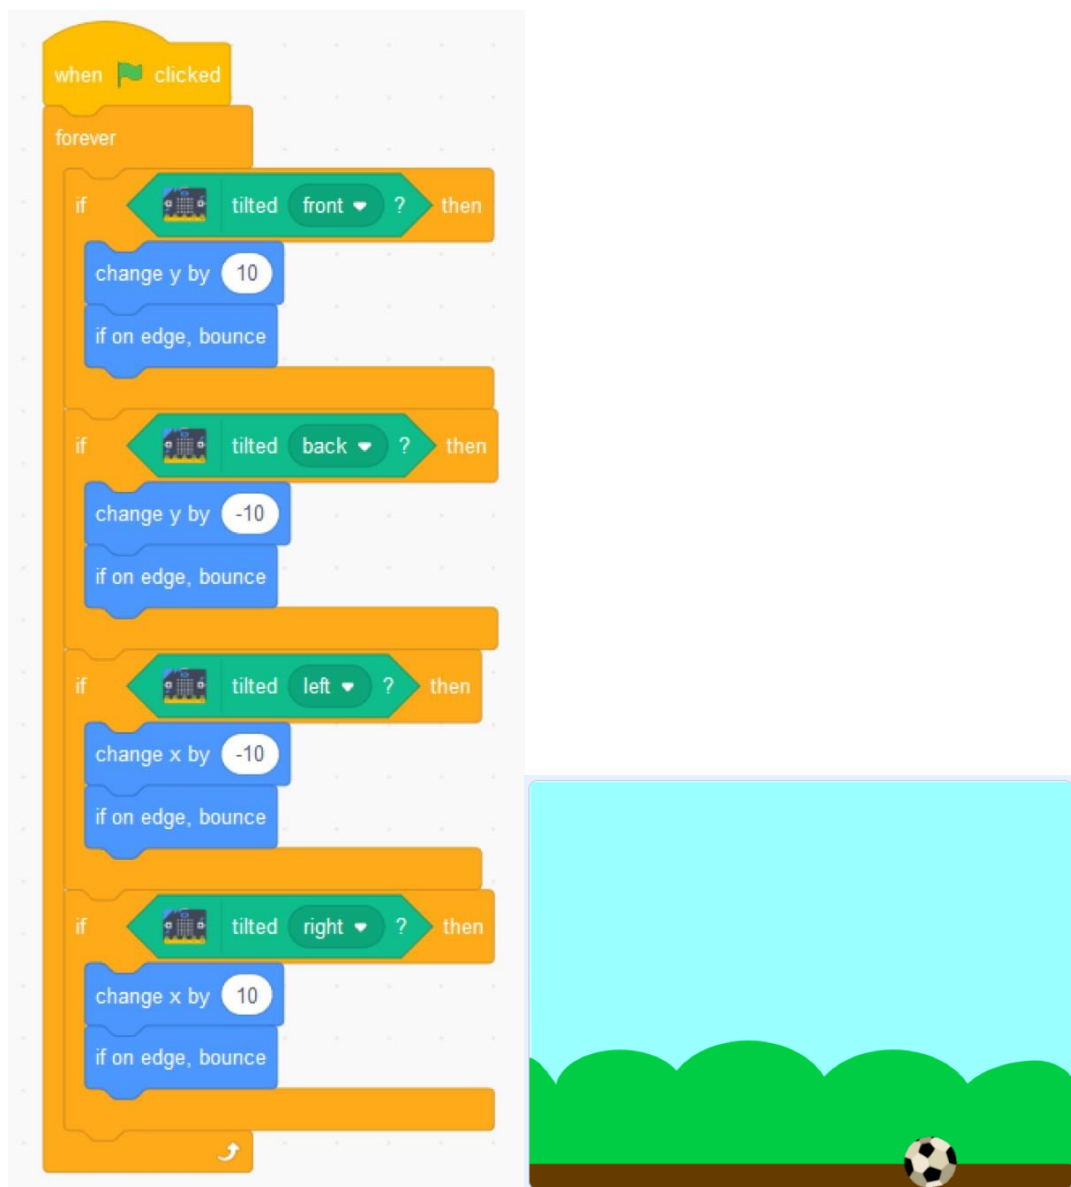 when clicked
forever
if tilted front ? then
change y by 10
if on edge, bounce
if tilted back ? then
change y by -10
if on edge, bounce
if tilted left ? then
change x by -10
if on edge, bounce
if tilted right ? then
change x by 10
if on edge, bounce